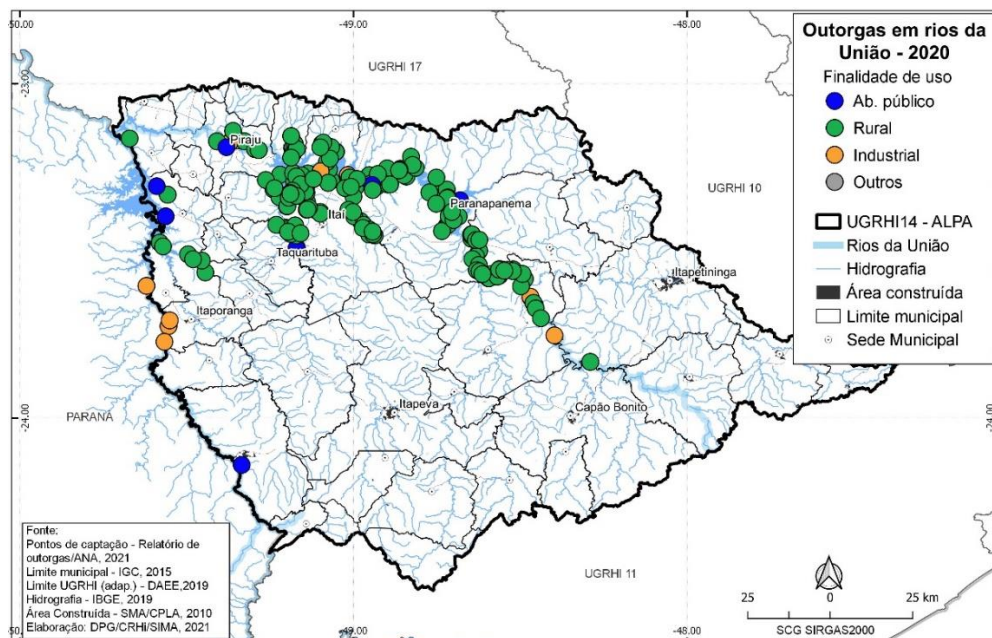 -50.00
-49.00
-48.00
Outorgas em rios da
União - 2020
Finalidade de uso
Ab. público
Rural
Industrial
Outros
UGRHI14 - ALPA
Rios da União
Hidrografia
Área construída
Limite municipal
Sede Municipal
UGRHI 17
-23.00
UGRHI 10
Piraju
Paranapanema
Itaí
Taquarituba
Itapetininga
Itaporanga
PARANÁ
Itapeva
Capão Bonito
-24.00
-24.00
UGRHI 11
Fonte:
Pontos de captação - Relatório de
outorgas/ANA, 2021
Limite municipal - IGC, 2015
Limite UGRHI (adap.) - DAEE,2019
Hidrografia - IBGE, 2019
Área Construída - SMA/CPLA, 2010
Elaboração: DPG/CRHi/SIMA, 2021
25 0 25 km
SCG SIRGAS2000
-49.00
-48.00